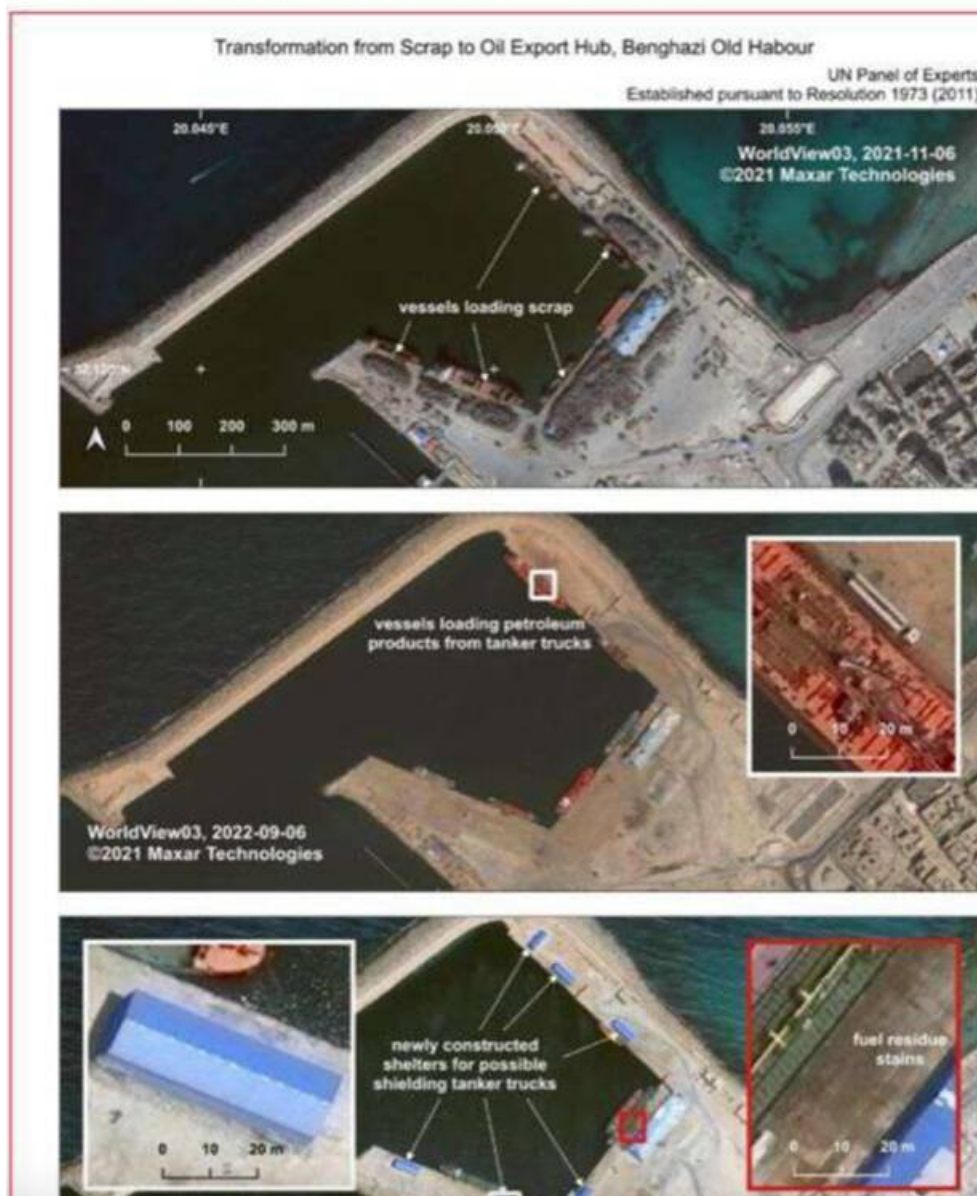 Transformation from Scrap to Oil Export Hub, Benghazi Old Habour
UN Panel of Experts
Established pursuant to Resolution 1973 (2011)
20.045°E
20.055°E
WorldView03, 2021-11-06
©2021 Maxar Technologies
vessels loading scrap
0 100 200 300 m
vessels loading petroleum
products from tanker trucks
0 10 20 m
WorldView03, 2022-09-06
©2021 Maxar Technologies
newly constructed
shelters for possible
shielding tanker trucks
fuel residue
stains
0 10 20 m
0 10 20 m